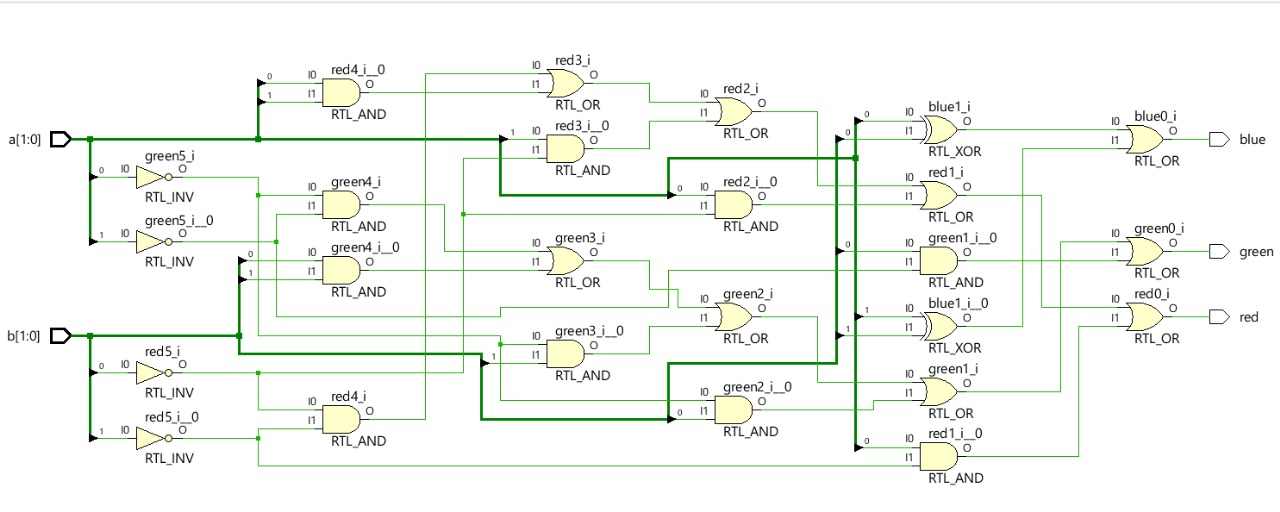 a[1:0]
b[1:0]
0
I0
green5_i
O
RTL_INV
1
I0
green5_i__0
O
RTL_INV
0
I0
red5_i
O
RTL_INV
1
I0
red5_i__0
O
RTL_INV
0
1
I0
I1
red4_i__0
O
RTL_AND
I0
I1
green4_i
O
RTL_AND
0
1
I0
I1
green4_i__0
O
RTL_AND
I0
I1
red4_i
O
RTL_AND
I0
I1
red3_i
O
RTL_OR
1
I0
I1
red3_i__0
O
RTL_AND
I0
I1
green3_i
O
RTL_OR
1
I0
I1
green3_i__0
O
RTL_AND
I0
I1
red2_i
O
RTL_OR
0
I0
I1
red2_i__0
O
RTL_AND
I0
I1
green2_i
O
RTL_OR
0
I0
I1
green2_i__0
O
RTL_AND
0
0
I0
I1
blue1_i
O
RTL_XOR
I0
I1
red1_i
O
RTL_OR
0
I0
I1
green1_i__0
O
RTL_AND
1
1
I0
I1
blue1_i__0
O
RTL_XOR
I0
I1
green1_i
O
RTL_OR
0
I0
I1
red1_i__0
O
RTL_AND
I0
I1
blue0_i
O
RTL_OR
blue
I0
I1
green0_i
O
RTL_OR
green
I0
I1
red0_i
O
RTL_OR
red